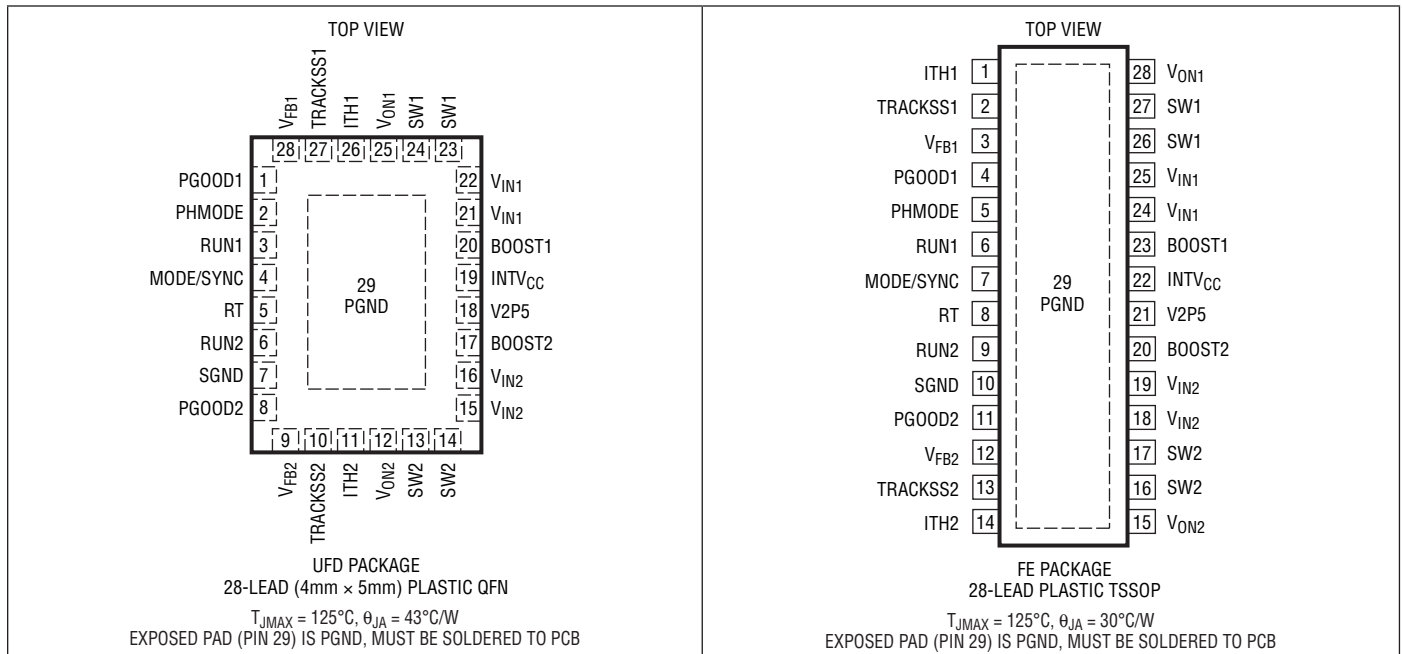 TOP VIEW
VFB1
TRACKSS1
ITH1
VON1
SW1
SW1
28 27 26 25 24 23
PGOOD1 1
PHMODE 2
RUN1 3
MODE/SYNC 4
RT 5
RUN2 6
SGND 7
PGOOD2 8
29
PGND
22 VIN1
21 VIN1
20 BOOST1
19 INTVCC
18 V2P5
17 BOOST2
16 VIN2
15 VIN2
9 10 11 12 13 14
VFB2
TRACKSS2
ITH2
VON2
SW2
SW2
UFD PACKAGE
28-LEAD (4mm × 5mm) PLASTIC QFN
TJMAX = 125°C, θJA = 43°C/W
EXPOSED PAD (PIN 29) IS PGND, MUST BE SOLDERED TO PCB
TOP VIEW
ITH1 1
TRACKSS1 2
VFB1 3
PGOOD1 4
PHMODE 5
RUN1 6
MODE/SYNC 7
RT 8
RUN2 9
SGND 10
PGOOD2 11
VFB2 12
TRACKSS2 13
ITH2 14
29
PGND
28 VON1
27 SW1
26 SW1
25 VIN1
24 VIN1
23 BOOST1
22 INTVCC
21 V2P5
20 BOOST2
19 VIN2
18 VIN2
17 SW2
16 SW2
15 VON2
FE PACKAGE
28-LEAD PLASTIC TSSOP
TJMAX = 125°C, θJA = 30°C/W
EXPOSED PAD (PIN 29) IS PGND, MUST BE SOLDERED TO PCB